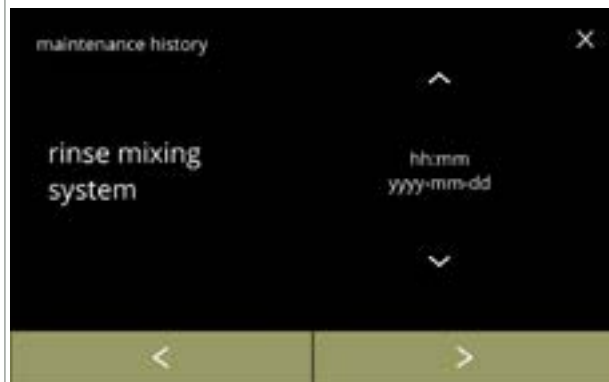 maintenance history
rinse mixing
system
hh:mm
yyyy-mm-dd